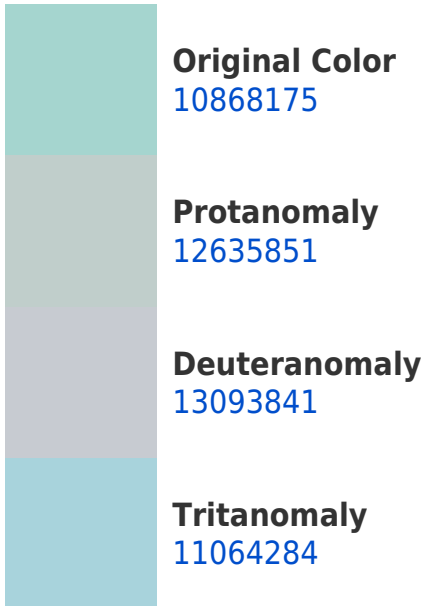 Original Color
10868175
Protanomaly
12635851
Deuteranomaly
13093841
Tritanomaly
11064284